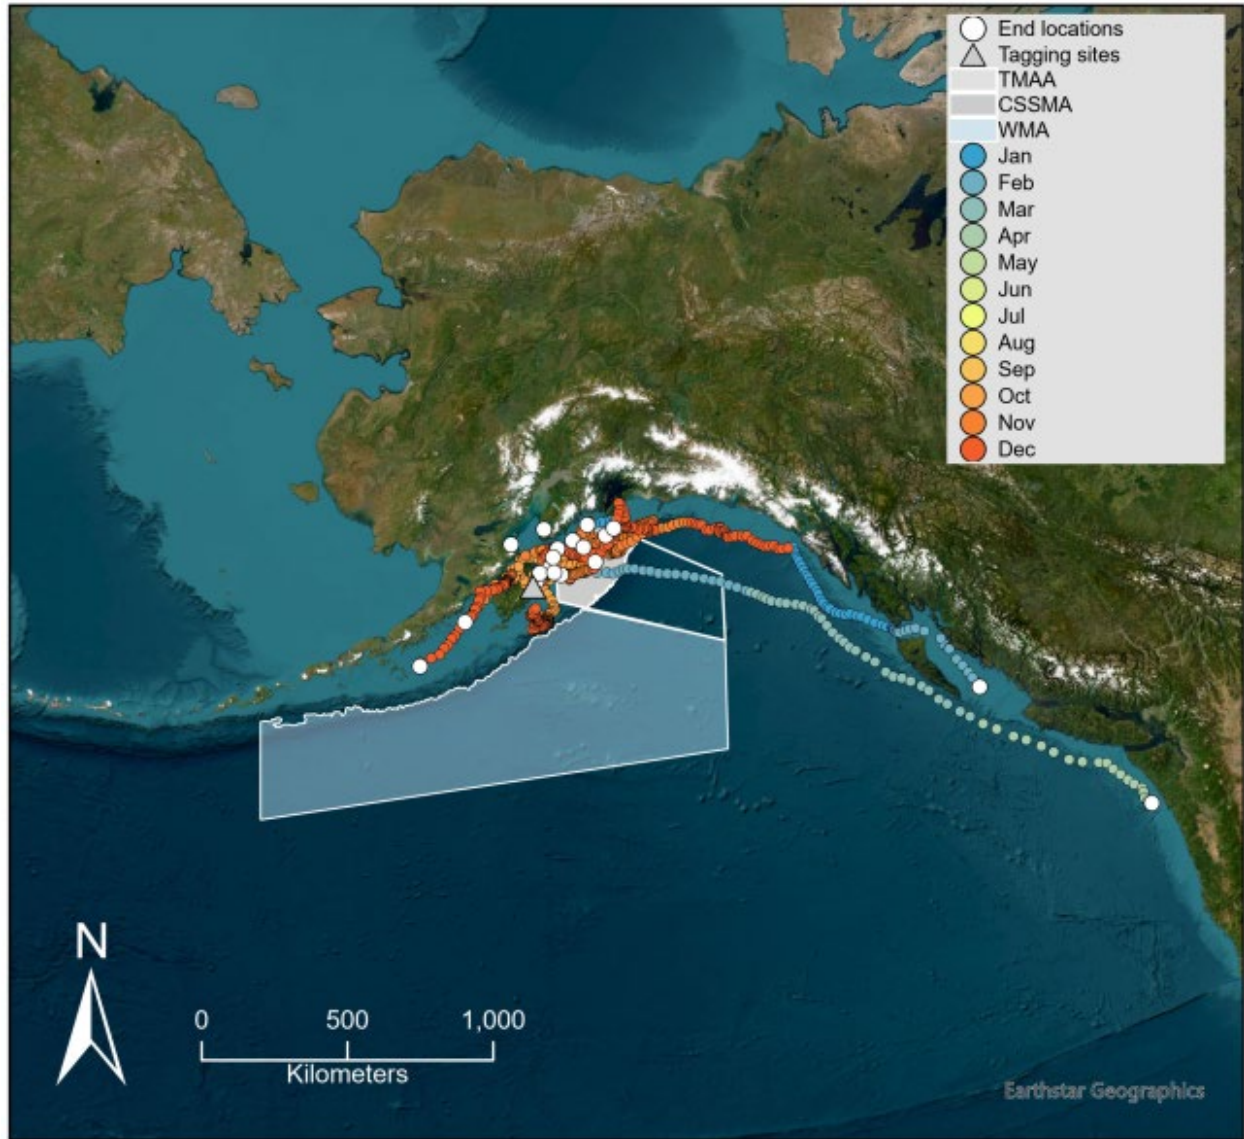 End locations
Tagging sites
TMAA
CSSMA
WMA
Jan
Feb
Mar
Apr
May
Jun
Jul
Aug
Sep
Oct
Nov
Dec
N
0 500 1,000
Kilometers
Earthstar Geographics